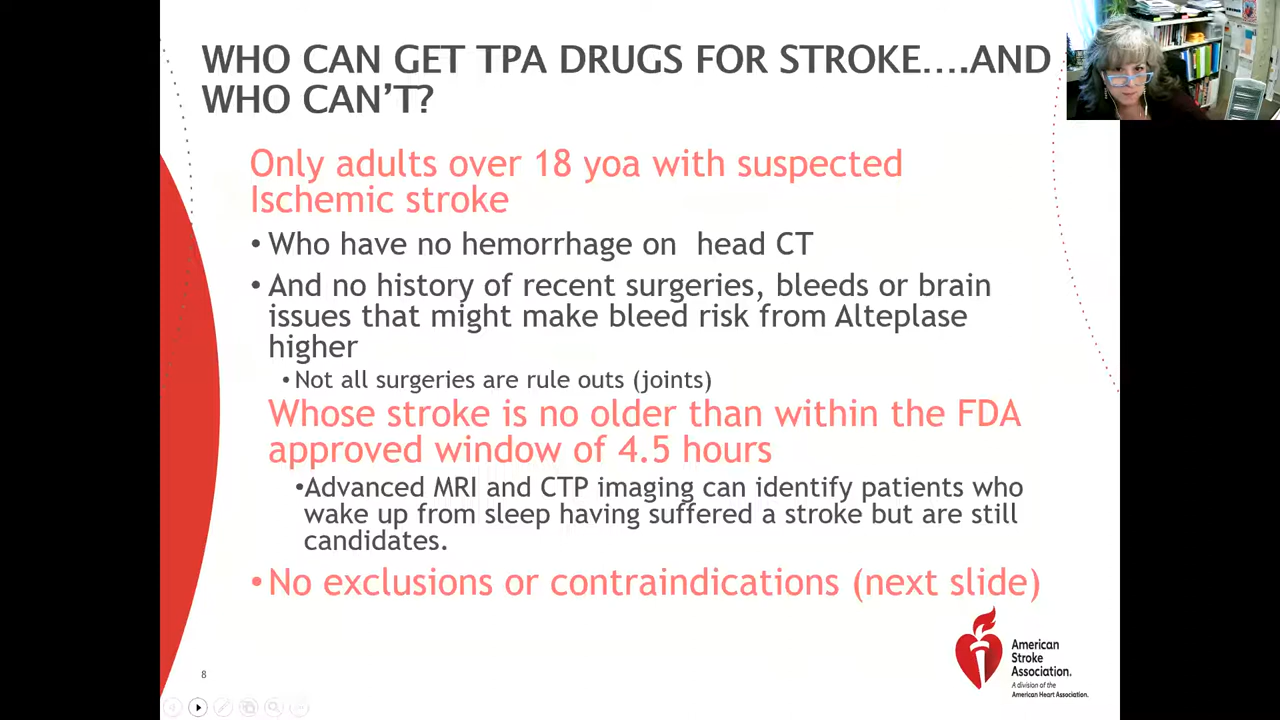 WHO CAN GET TPA DRUGS FOR STROKE....AND
WHO CAN'T?
Only adults over 18 yoa with suspected
Ischemic stroke
• Who have no hemorrhage on head CT
• And no history of recent surgeries, bleeds or brain
issues that might make bleed risk from Alteplase
higher
• Not all surgeries are rule outs (joints)
Whose stroke is no older than within the FDA
approved window of 4.5 hours
•Advanced MRI and CTP imaging can identify patients who
wake up from sleep having suffered a stroke but are still
candidates.
• No exclusions or contraindications (next slide)
American
Stroke
Association.
A division of the
American Heart Association.
8